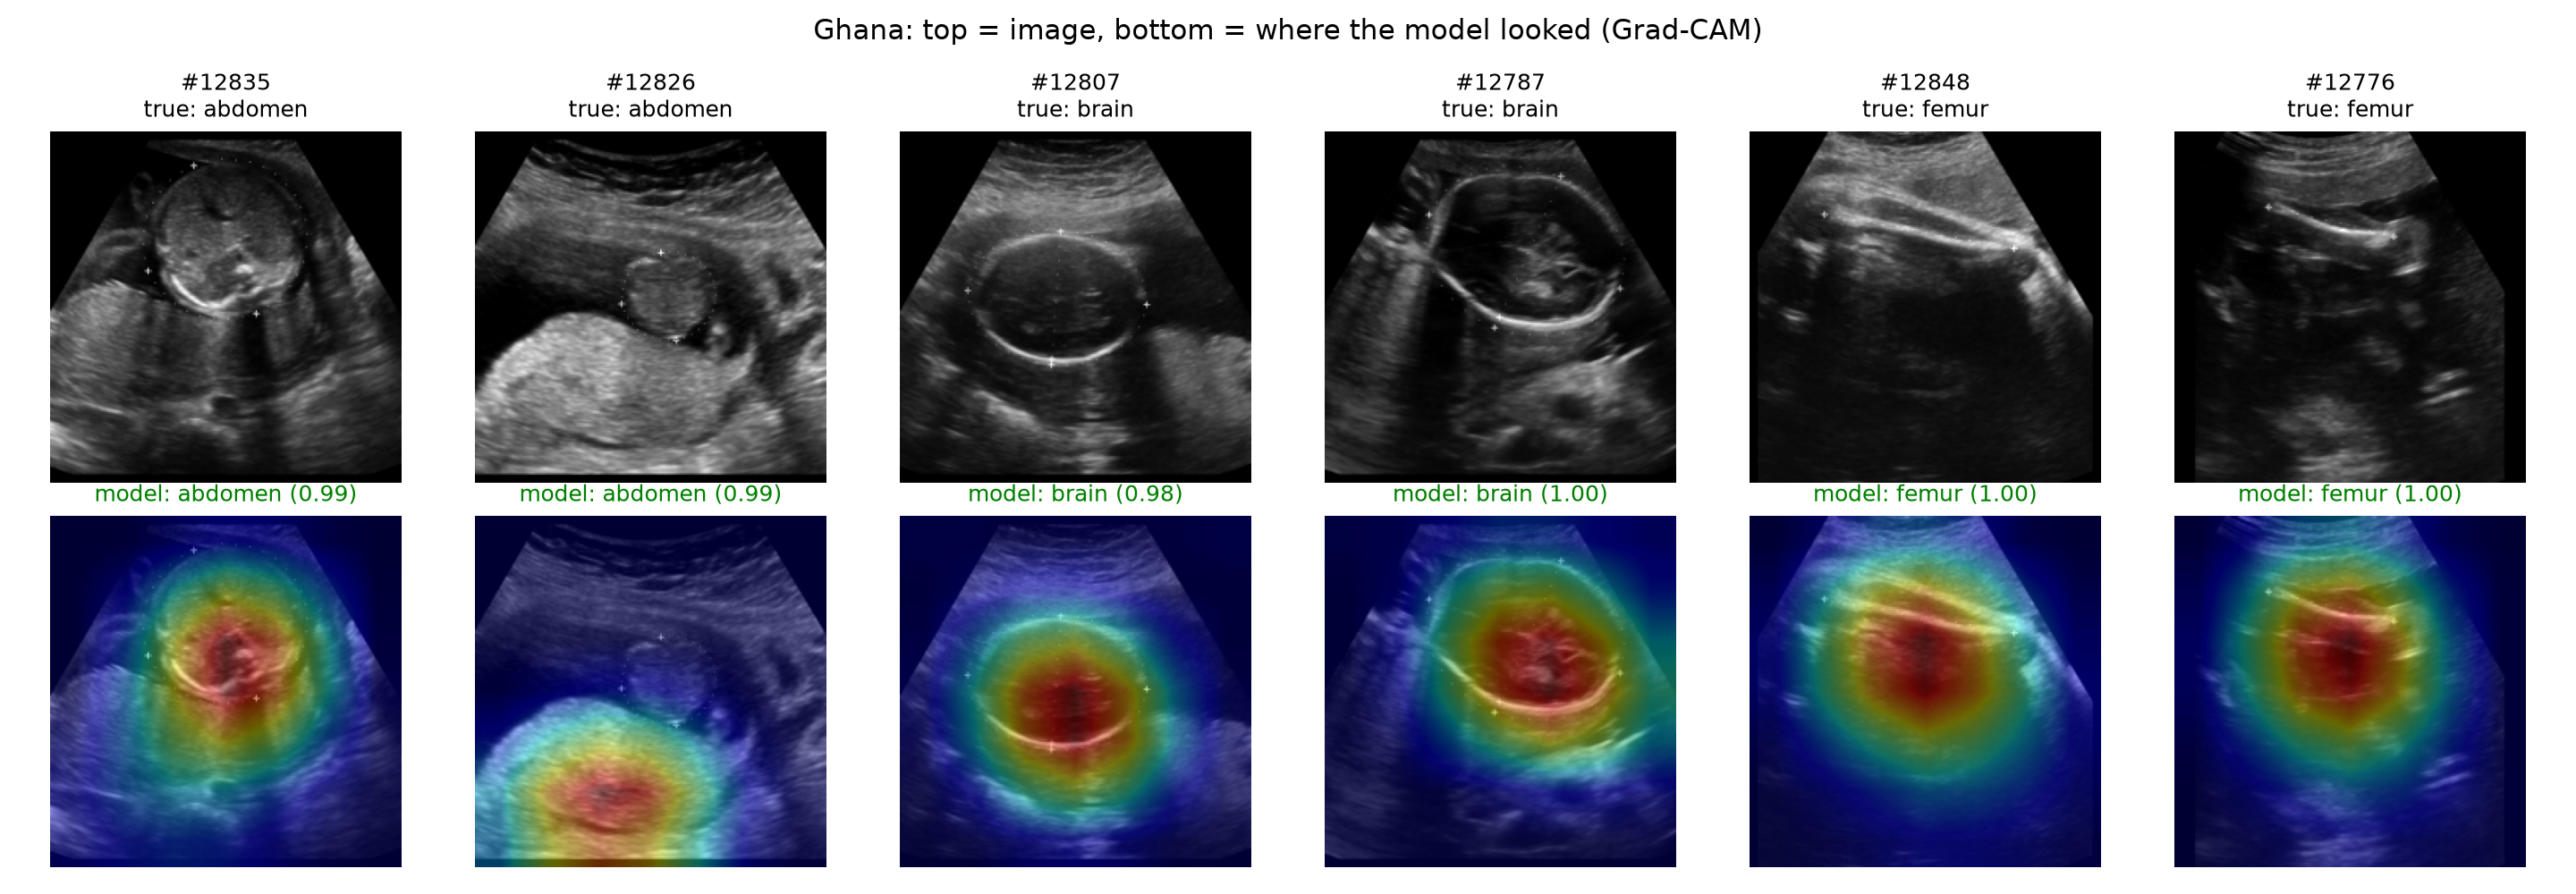 Ghana: top = image, bottom = where the model looked (Grad-CAM)
#12835
true: abdomen
#12826
true: abdomen
#12807
true: brain
#12787
true: brain
#12848
true: femur
#12776
true: femur
model: abdomen (0.99)
model: abdomen (0.99)
model: brain (0.98)
model: brain (1.00)
model: femur (1.00)
model: femur (1.00)